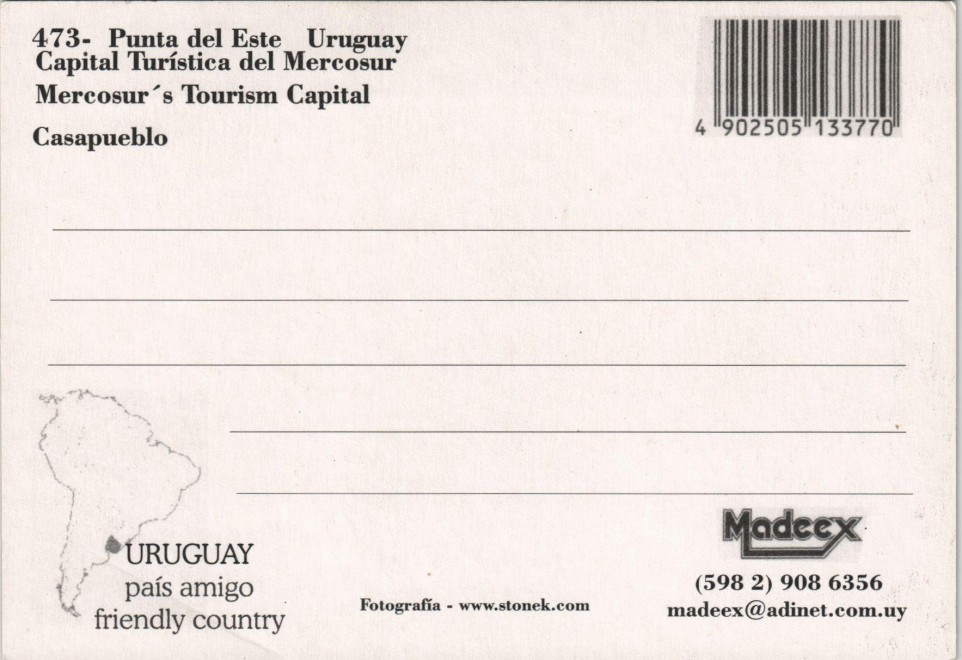 473- Punta del Este Uruguay
Capital Turística del Mercosur
Mercosur´s Tourism Capital
Casapueblo
4 902505 133770
URUGUAY
país amigo
friendly country
Fotografía - www.stonek.com
Madeex
(598 2) 908 6356
madeex@adinet.com.uy